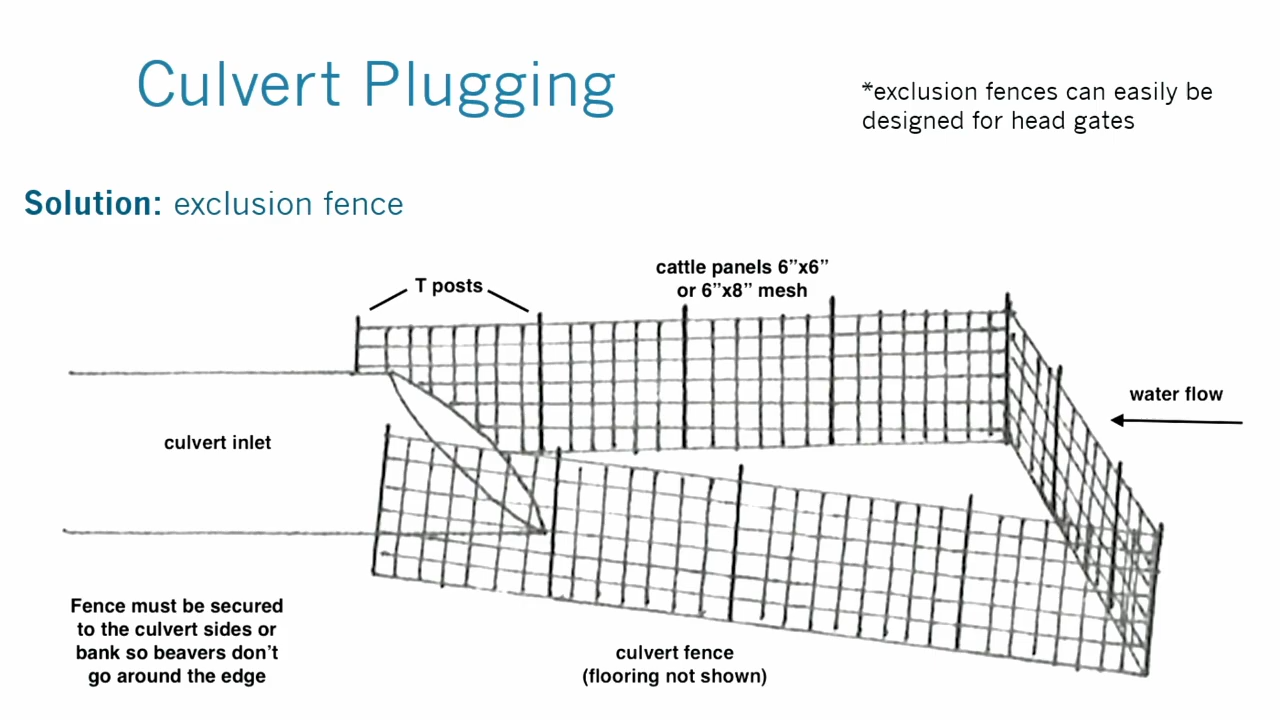 Culvert Plugging
*exclusion fences can easily be
designed for head gates
Solution: exclusion fence
cattle panels 6”x6”
or 6”x8” mesh
T posts
water flow
culvert inlet
Fence must be secured
to the culvert sides or
bank so beavers don’t
go around the edge
culvert fence
(flooring not shown)